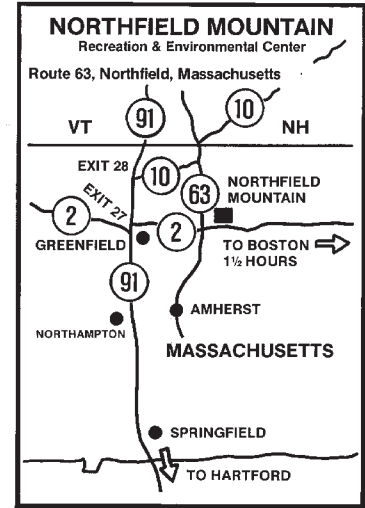 NORTHFIELD MOUNTAIN
Recreation & Environmental Center
Route 63, Northfield, Massachusetts
91
10
VT
NH
EXIT 28
10
63
NORTHFIELD
MOUNTAIN
EXIT 27
2
2
GREENFIELD
TO BOSTON
1½ HOURS
91
AMHERST
NORTHAMPTON
MASSACHUSETTS
SPRINGFIELD
TO HARTFORD